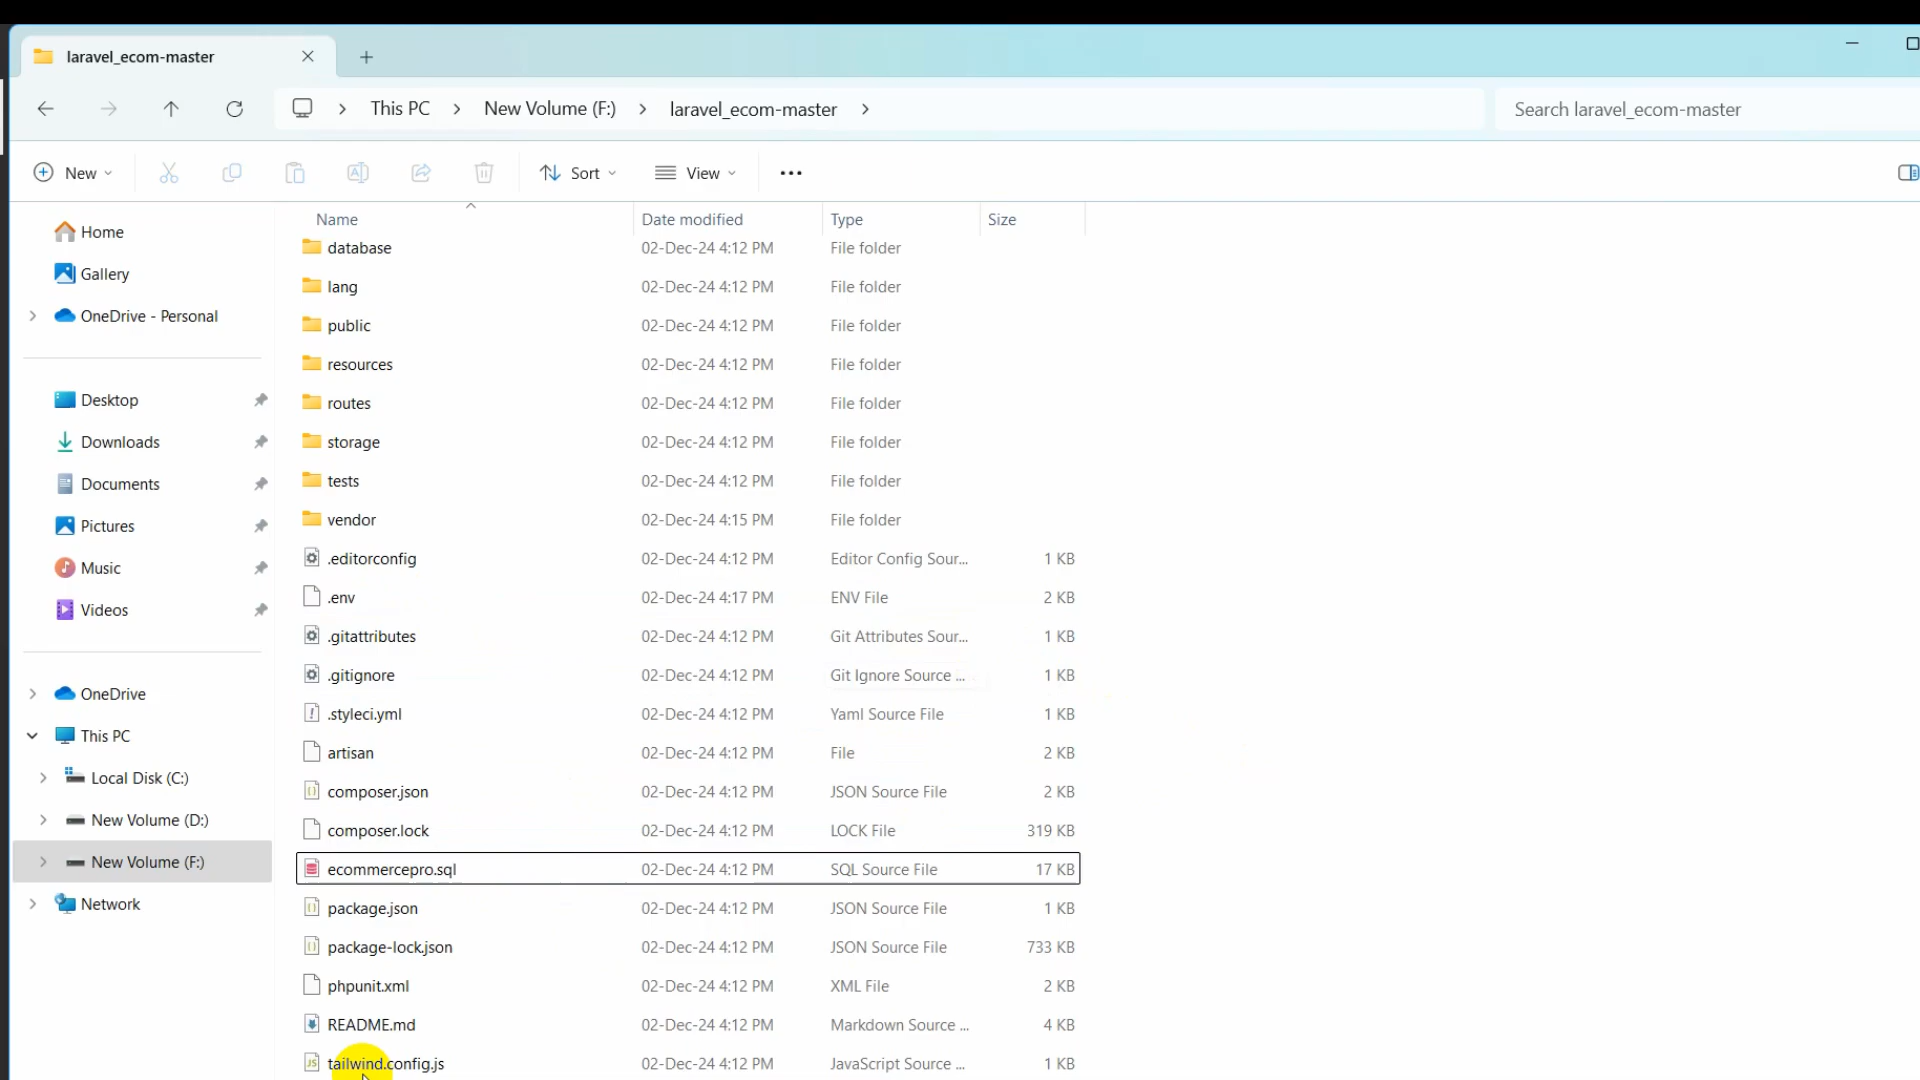 laravel_ecom-master
This PC > New Volume (F:) > laravel_ecom-master >
Search laravel_ecom-master
New
Sort
View
Home
Gallery
OneDrive - Personal
Desktop
Downloads
Documents
Pictures
Music
Videos
OneDrive
This PC
Local Disk (C:)
New Volume (D:)
New Volume (F:)
Network
Name Date modified Type Size
database 02-Dec-24 4:12 PM File folder
lang 02-Dec-24 4:12 PM File folder
public 02-Dec-24 4:12 PM File folder
resources 02-Dec-24 4:12 PM File folder
routes 02-Dec-24 4:12 PM File folder
storage 02-Dec-24 4:12 PM File folder
tests 02-Dec-24 4:12 PM File folder
vendor 02-Dec-24 4:15 PM File folder
.editorconfig 02-Dec-24 4:12 PM Editor Config Sour... 1 KB
.env 02-Dec-24 4:17 PM ENV File 2 KB
.gitattributes 02-Dec-24 4:12 PM Git Attributes Sour... 1 KB
.gitignore 02-Dec-24 4:12 PM Git Ignore Source ... 1 KB
.styleci.yml 02-Dec-24 4:12 PM Yaml Source File 1 KB
artisan 02-Dec-24 4:12 PM File 2 KB
composer.json 02-Dec-24 4:12 PM JSON Source File 2 KB
composer.lock 02-Dec-24 4:12 PM LOCK File 319 KB
ecommercepro.sql 02-Dec-24 4:12 PM SQL Source File 17 KB
package.json 02-Dec-24 4:12 PM JSON Source File 1 KB
package-lock.json 02-Dec-24 4:12 PM JSON Source File 733 KB
phpunit.xml 02-Dec-24 4:12 PM XML File 2 KB
README.md 02-Dec-24 4:12 PM Markdown Source ... 4 KB
tailwind.config.js 02-Dec-24 4:12 PM JavaScript Source ... 1 KB